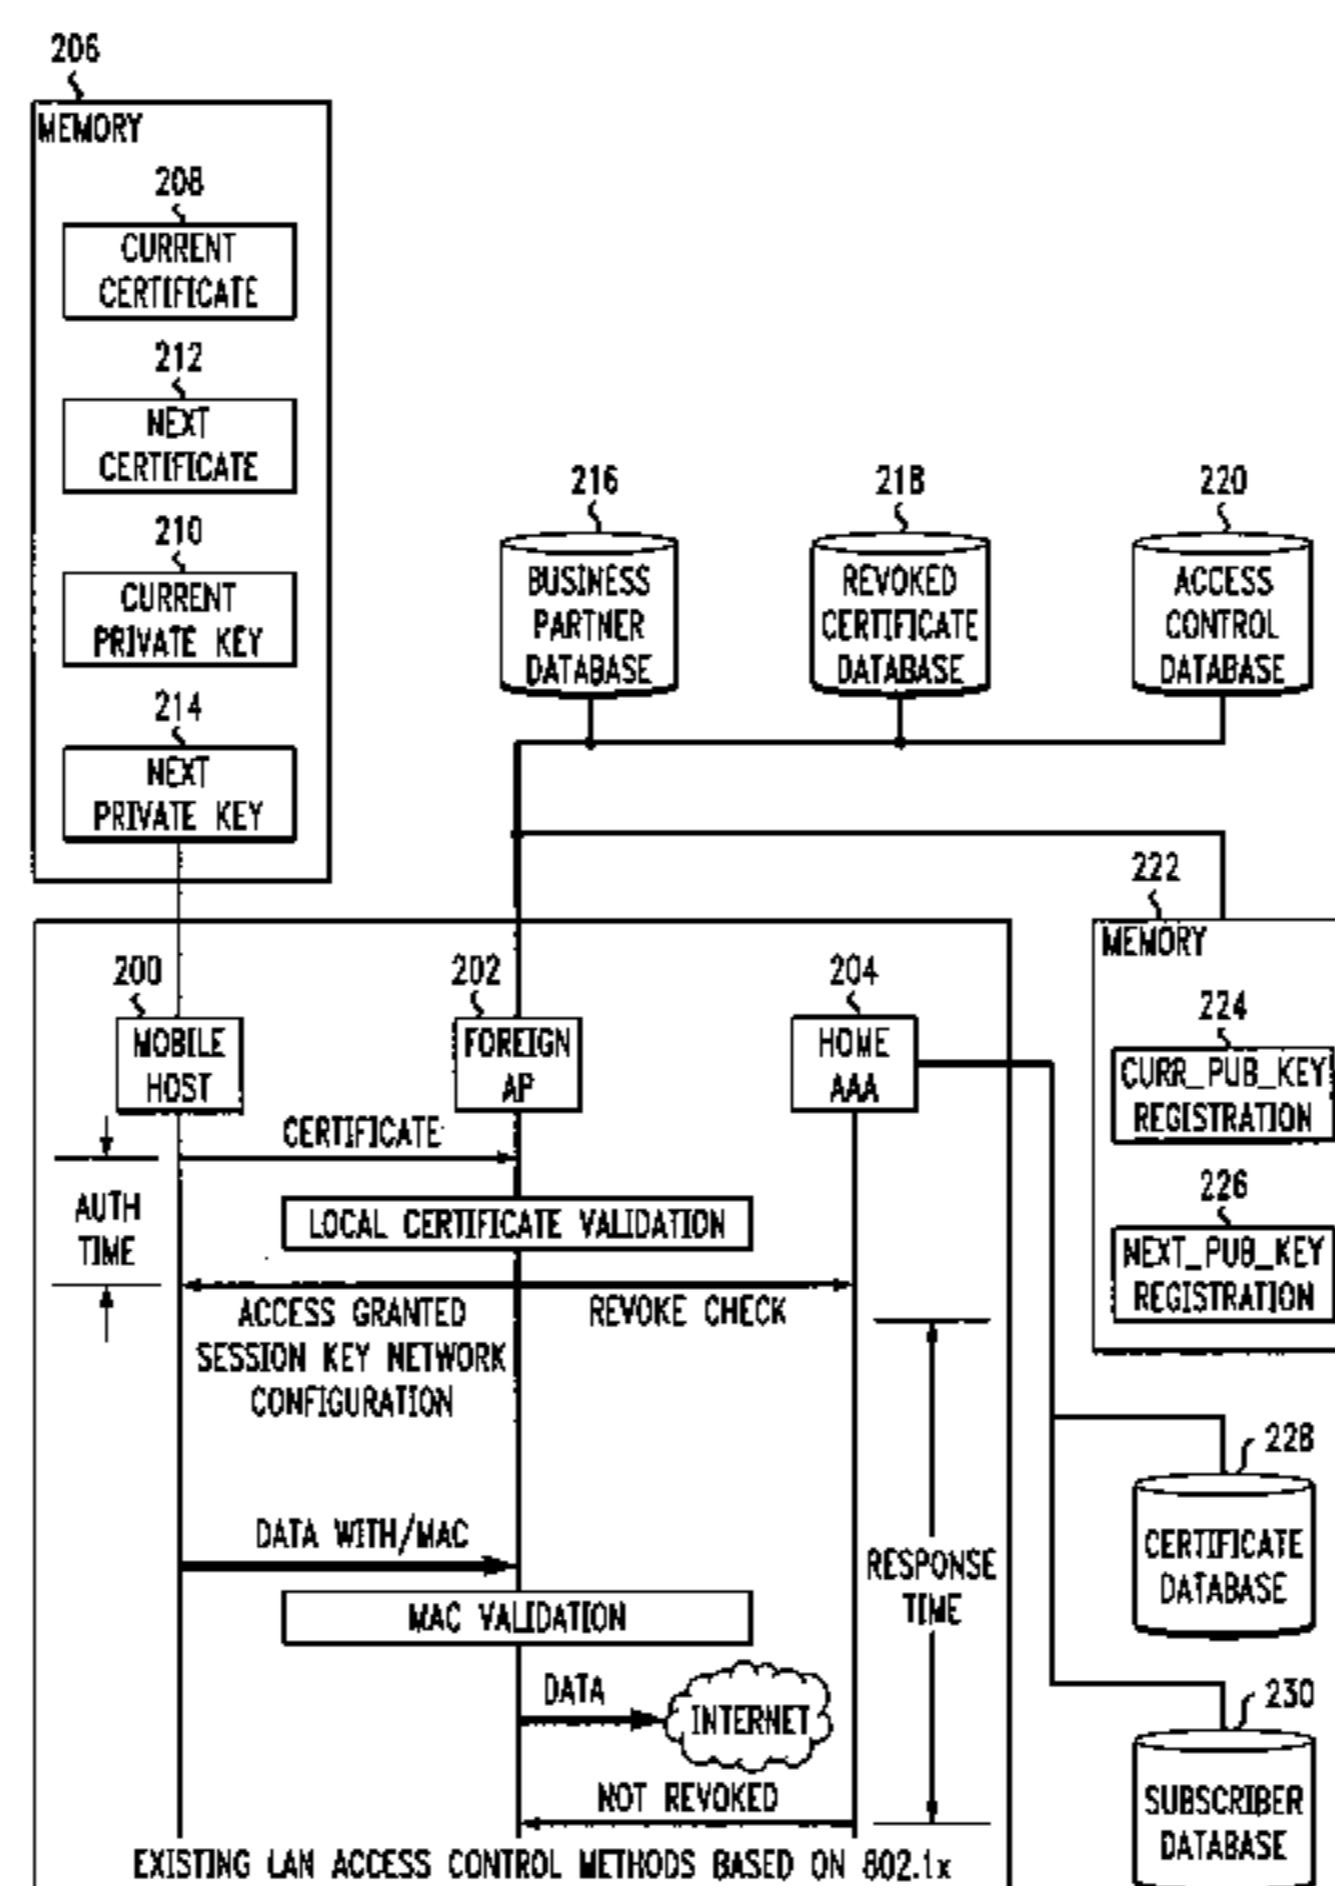 206
MEMORY
208
CURRENT
CERTIFICATE
212
NEXT
CERTIFICATE
210
CURRENT
PRIVATE KEY
214
NEXT
PRIVATE KEY
216
BUSINESS
PARTNER
DATABASE
218
REVOKED
CERTIFICATE
DATABASE
220
ACCESS
CONTROL
DATABASE
222
MEMORY
224
CURR_PUB_KEY
REGISTRATION
226
NEXT_PUB_KEY
REGISTRATION
200
MOBILE
HOST
202
FOREIGN
AP
204
HOME
AAA
CERTIFICATE
AUTH
TIME
LOCAL CERTIFICATE VALIDATION
ACCESS GRANTED
SESSION KEY NETWORK
CONFIGURATION
REVOKE CHECK
DATA WITH/MAC
RESPONSE
TIME
MAC VALIDATION
DATA
INTERNET
NOT REVOKED
EXISTING LAN ACCESS CONTROL METHODS BASED ON 802.1x
228
CERTIFICATE
DATABASE
230
SUBSCRIBER
DATABASE